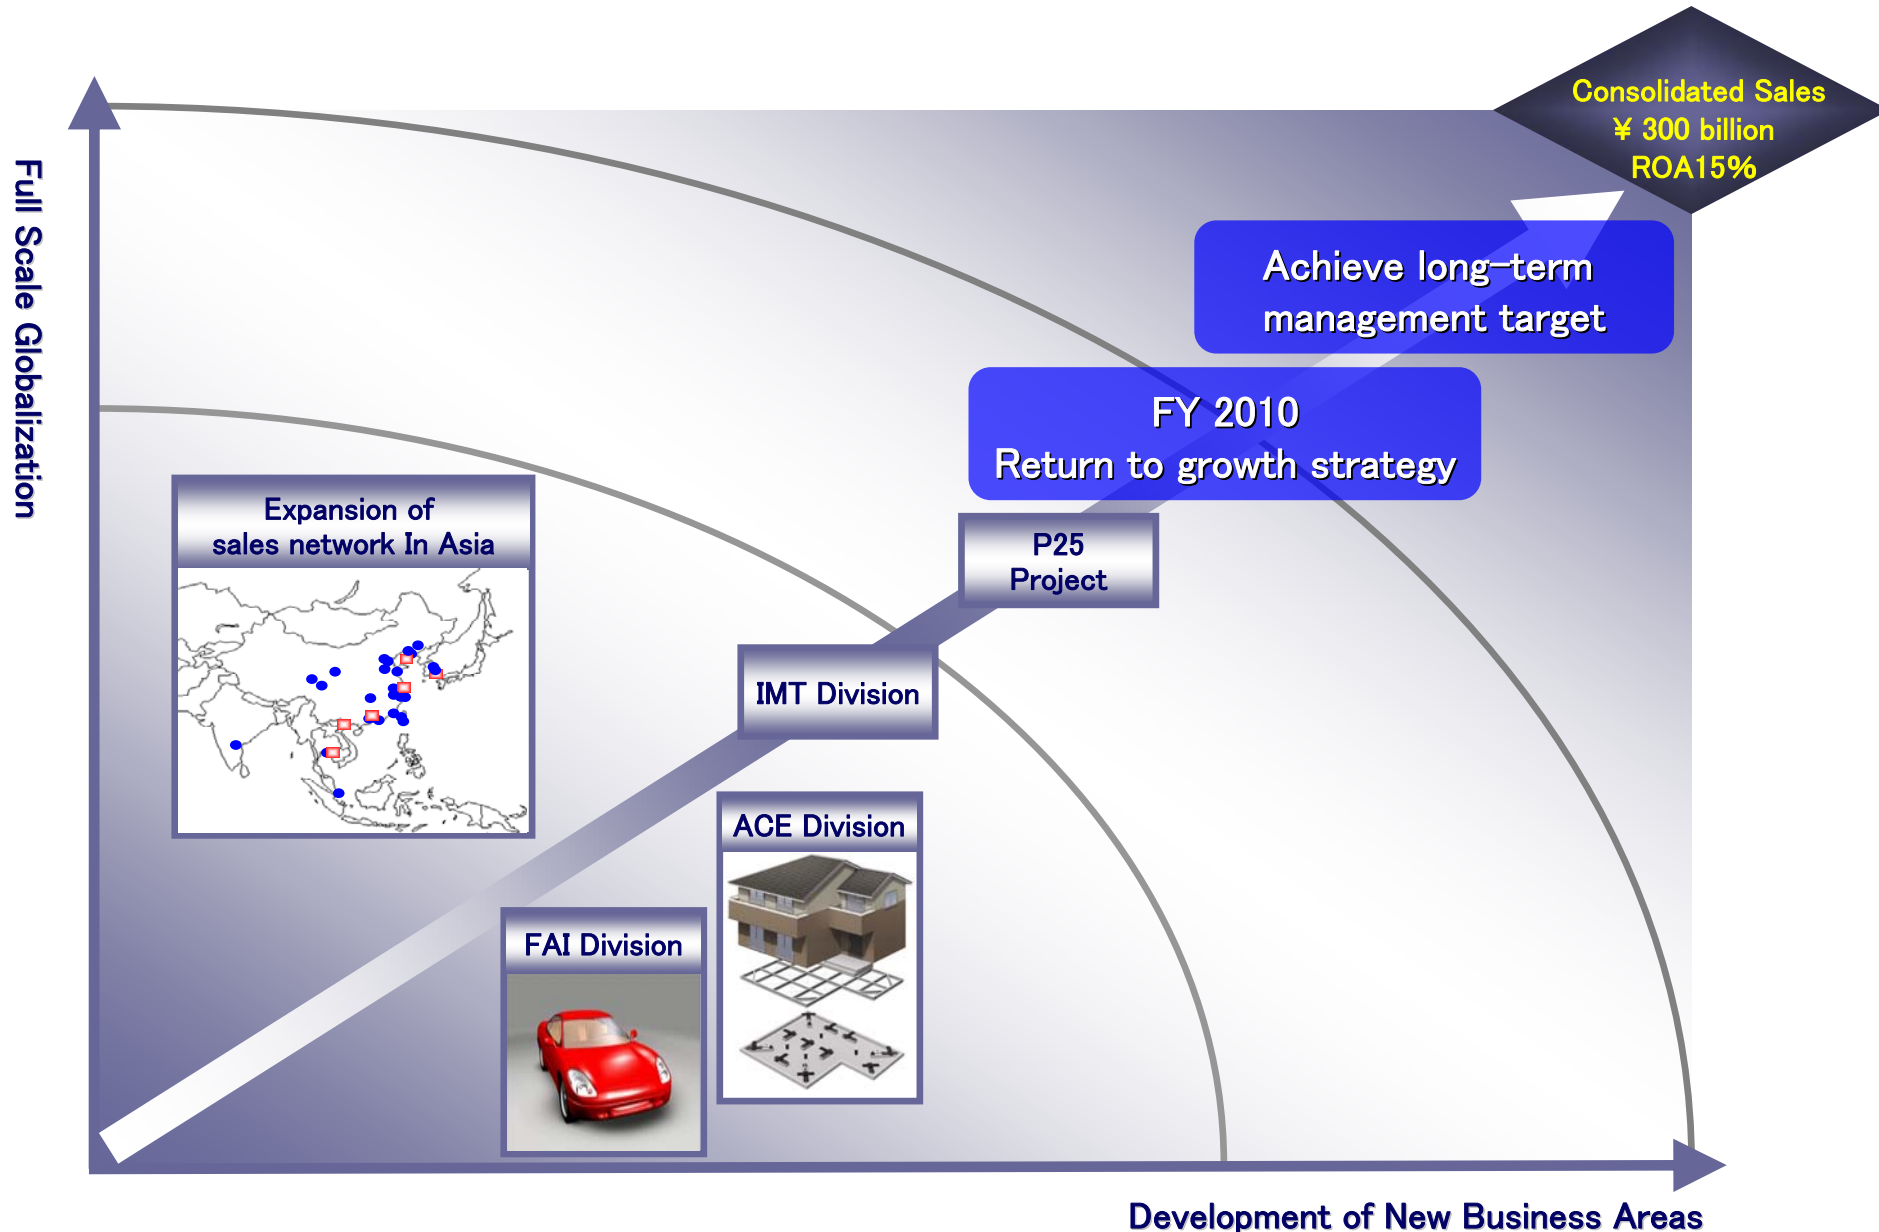 Consolidated Sales
¥ 300 billion
ROA15%
Full Scale Globalization
Achieve long-term
management target
FY 2010
Return to growth strategy
Expansion of
sales network In Asia
P25
Project
IMT Division
ACE Division
FAI Division
Development of New Business Areas